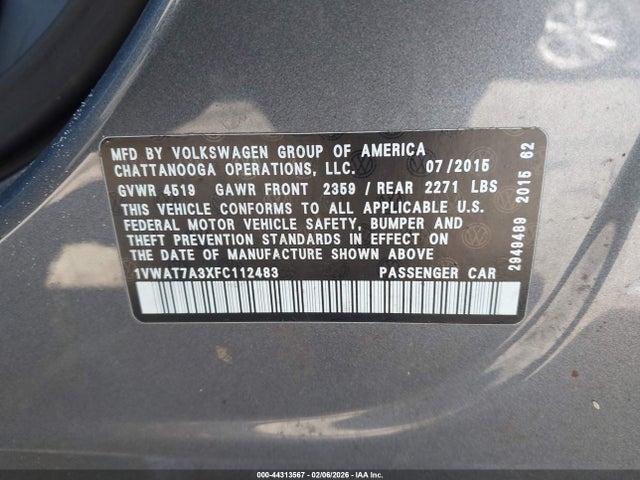 MFD BY VOLKSWAGEN GROUP OF AMERICA
CHATTANOOGA OPERATIONS, LLC. 07/2015
GVWR 4519 GAWR FRONT 2359 / REAR 2271 LBS
THIS VEHICLE CONFORMS TO ALL APPLICABLE U.S.
FEDERAL MOTOR VEHICLE SAFETY, BUMPER AND
THEFT PREVENTION STANDARDS IN EFFECT ON
THE DATE OF MANUFACTURE SHOWN ABOVE
1VWAT7A3XFC112483 PASSENGER CAR
2949489 2015 62
000-44313567 - 02/06/2026 - IAA Inc.